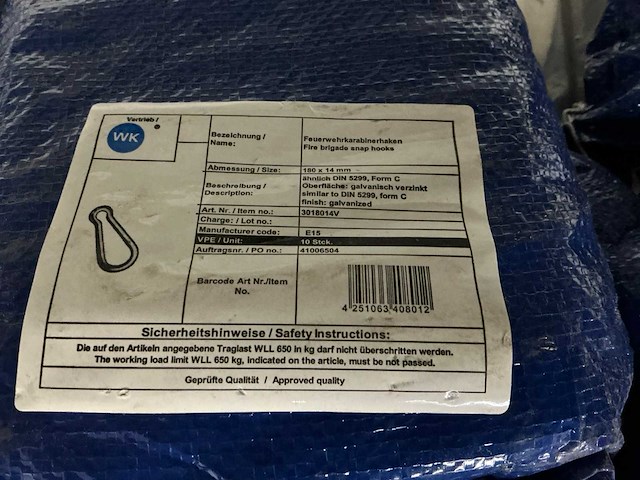 Vertrieb /
WK ®
Bezeichnung / Feuerwehrkarabinerhaken
Name: Fire brigade snap hooks
Abmessung / Size: 180 x 14 mm
ähnlich DIN 5299, Form C
Beschreibung / Oberfläche: galvanisch verzinkt
Description: similar to DIN 5299, form C
finish: galvanized
Art. Nr. / Item no.: 3018014V
Charge: / Lot no.:
Manufacturer code: E15
VPE / Unit: 10 Stck.
Auftragsnr. / PO no.: 41006504
Barcode Art Nr./Item
No.
4 251063 408012
Sicherheitshinweise / Safety Instructions:
Die auf den Artikeln angegebene Traglast WLL 650 in kg darf nicht überschritten werden.
The working load limit WLL 650 kg, indicated on the article, must be not passed.
Geprüfte Qualität / Approved quality